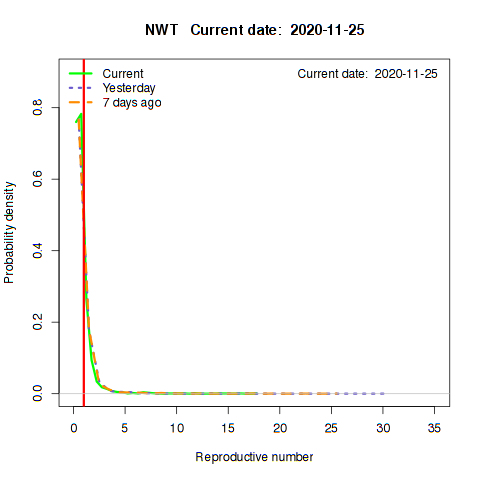 NWT   Current date:  2020-11-25
Current
Yesterday
7 days ago
Current date:  2020-11-25
Probability density
0.8
0.6
0.4
0.2
0.0
0 5 10 15 20 25 30 35
Reproductive number